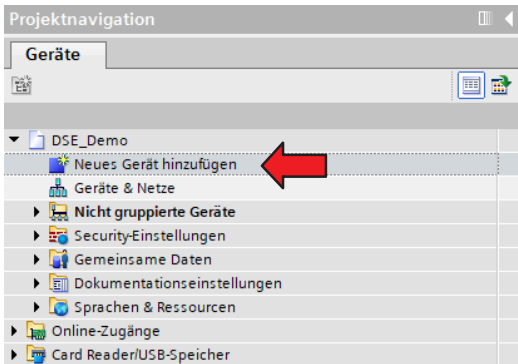 Projektnavigation
Geräte
DSE_Demo
Neues Gerät hinzufügen
Geräte & Netze
Nicht gruppierte Geräte
Security-Einstellungen
Gemeinsame Daten
Dokumentationseinstellungen
Sprachen & Ressourcen
Online-Zugänge
Card Reader/USB-Speicher